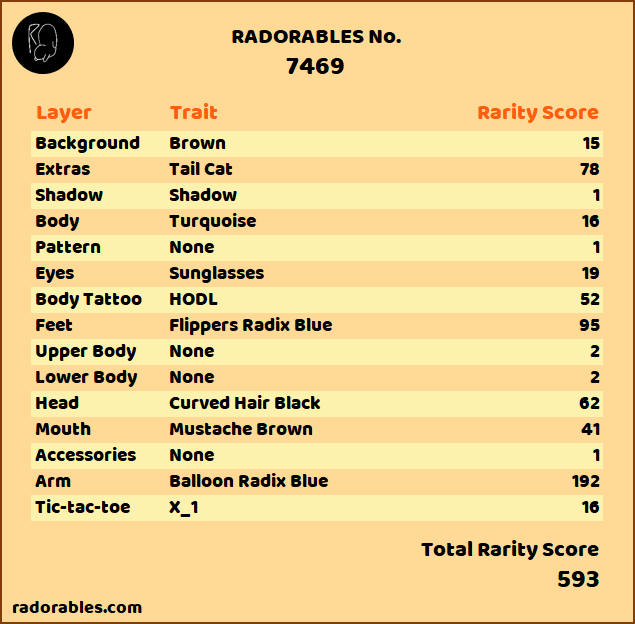 RADORABLES No.
7469
Layer Trait Rarity Score
Background Brown 15
Extras Tail Cat 78
Shadow Shadow 1
Body Turquoise 16
Pattern None 1
Eyes Sunglasses 19
Body Tattoo HODL 52
Feet Flippers Radix Blue 95
Upper Body None 2
Lower Body None 2
Head Curved Hair Black 62
Mouth Mustache Brown 41
Accessories None 1
Arm Balloon Radix Blue 192
Tic-tac-toe X_1 16
Total Rarity Score
593
radorables.com